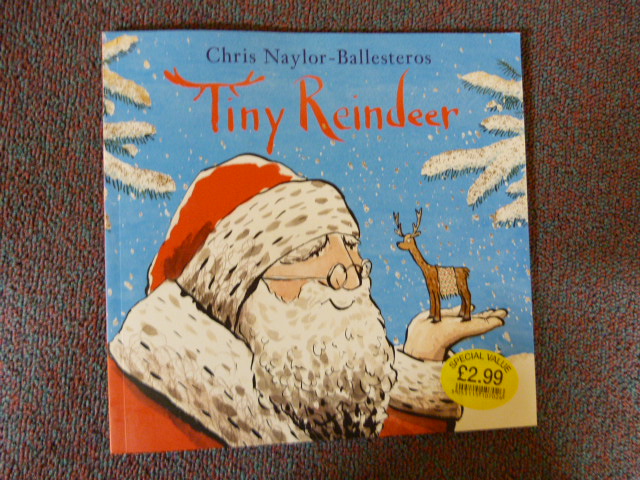 Chris Naylor-Ballesteros
Tiny Reindeer
SPECIAL VALUE
£2.99